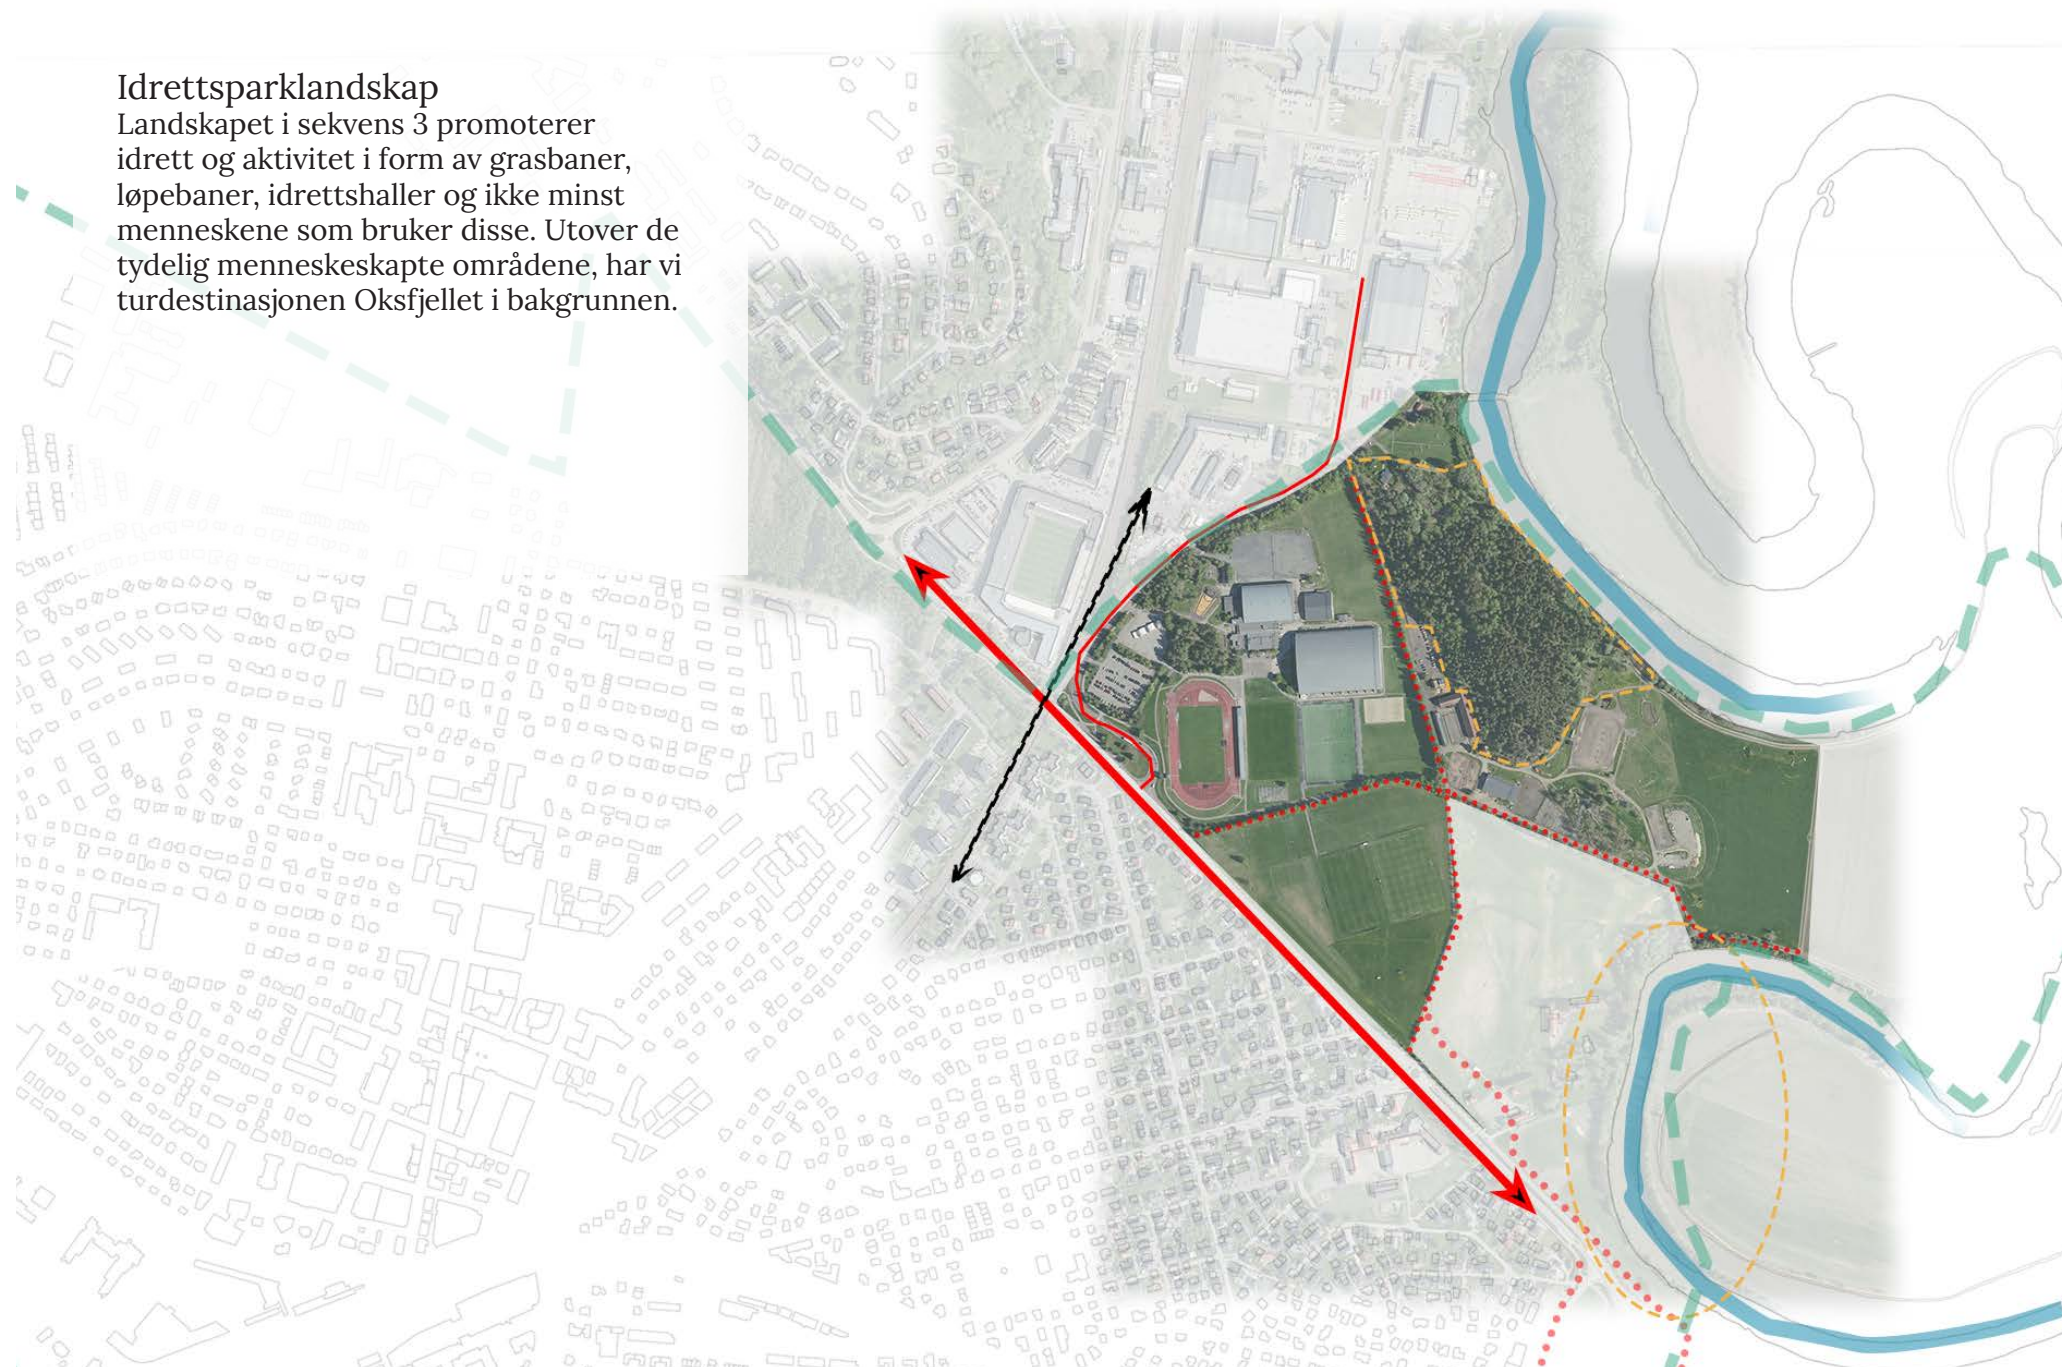 Idrettsparklandskap
Landskapet i sekvens 3 promoterer
idrett og aktivitet i form av grasbaner,
løpebaner, idrettshaller og ikke minst
menneskene som bruker disse. Utover de
tydelig menneskeskapte områdene, har vi
turdestinasjonen Oksfjellet i bakgrunnen.